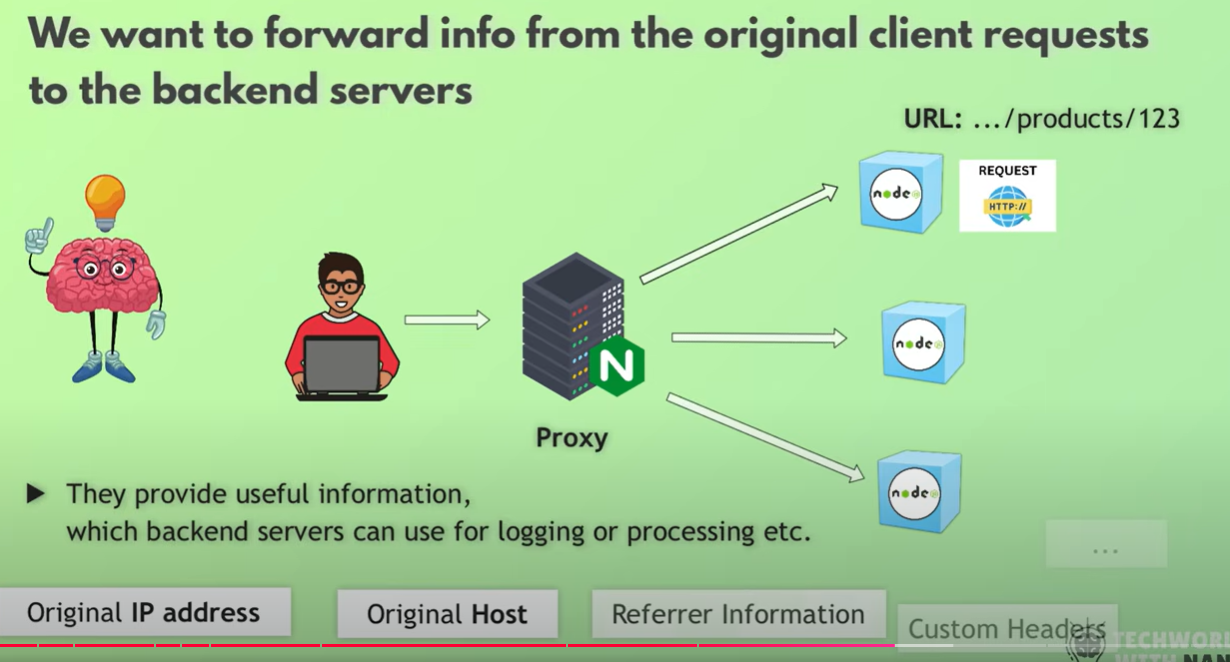 We want to forward info from the original client requests
to the backend servers
URL: .../products/123
node
REQUEST
HTTP://
node
N
Proxy
node
▶ They provide useful information,
which backend servers can use for logging or processing etc.
...
Original IP address
Original Host
Referrer Information
Custom Headers
TECHWOR
WITH NAN